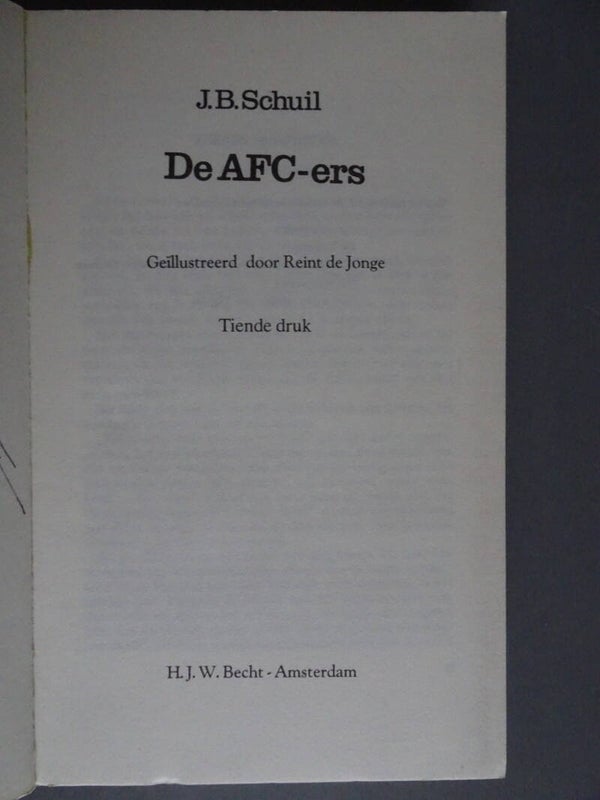 J.B. Schuil
De AFC-ers
Geïllustreerd door Reint de Jonge
Tiende druk
H.J.W. Becht - Amsterdam